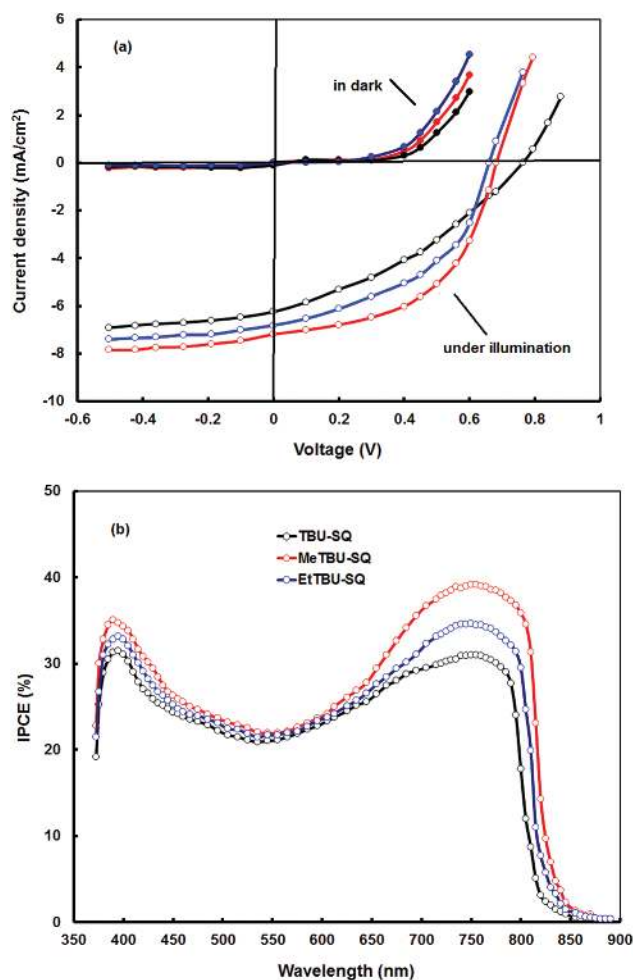 6
4
2
0
-2
-4
-6
-8
-10
(a)
in dark
under illumination
-0.6 -0.4 -0.2 0 0.2 0.4 0.6 0.8 1
Current density (mA/cm²)
Voltage (V)
50
40
30
20
10
0
(b)
TBU-SQ
MeTBU-SQ
EtTBU-SQ
350 400 450 500 550 600 650 700 750 800 850 900
IPCE (%)
Wavelength (nm)